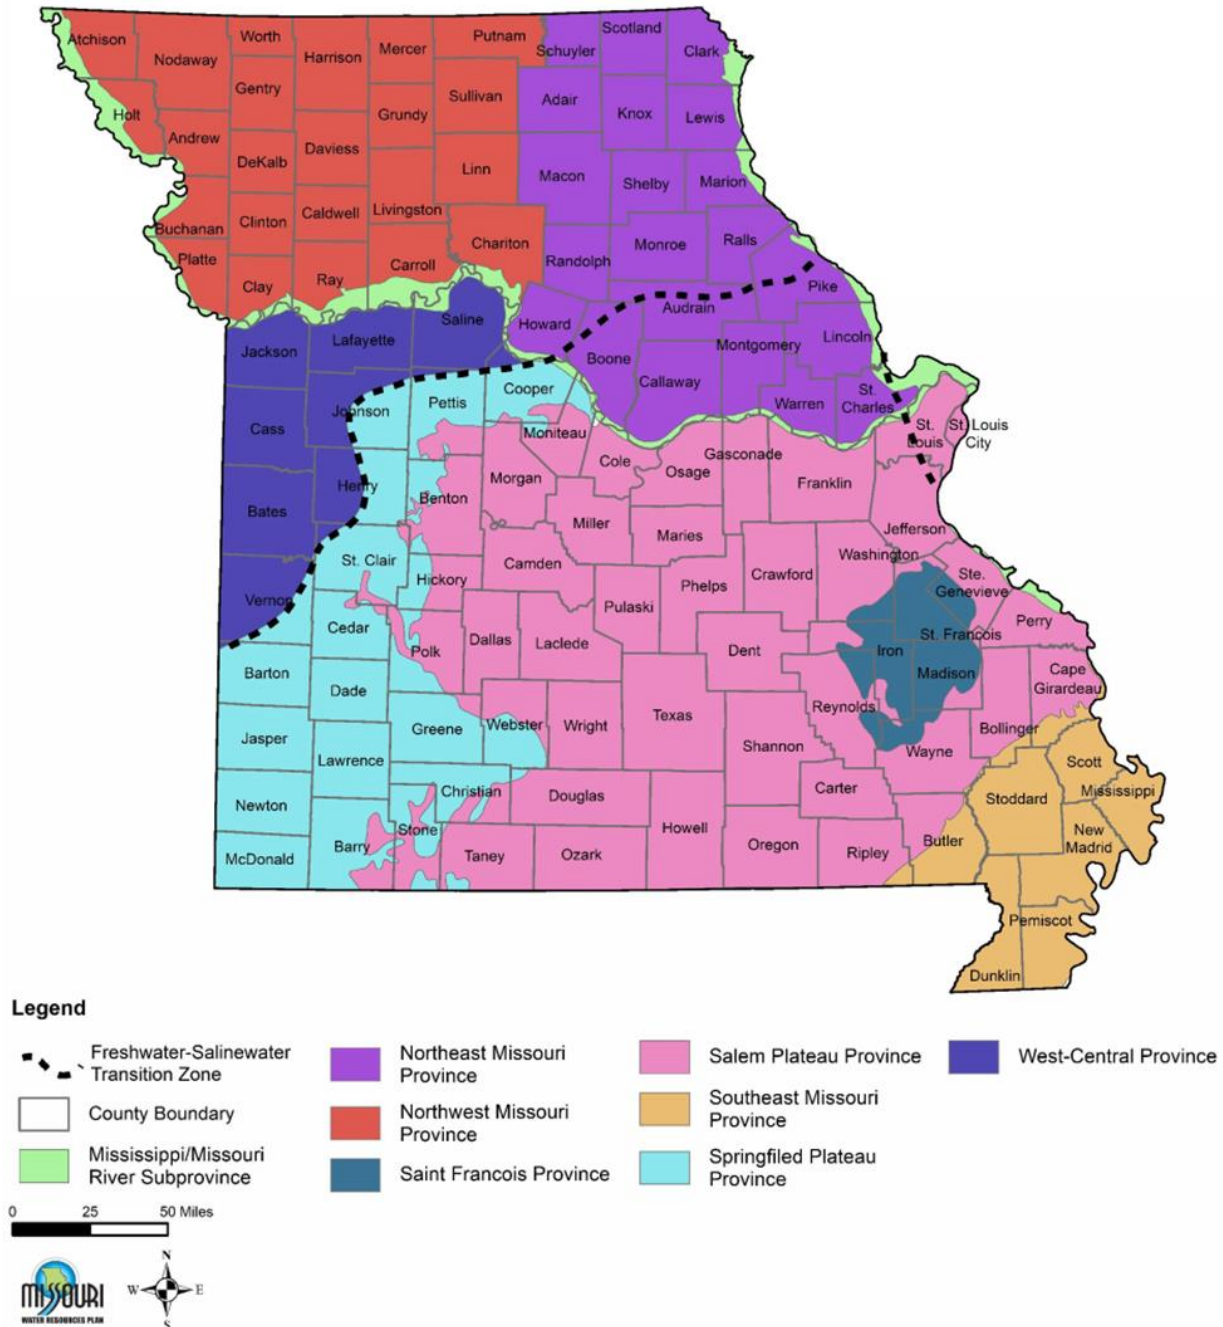 Atchison
Nodaway
Worth
Harrison
Mercer
Putnam
Schuyler
Scotland
Clark
Gentry
Sullivan
Adair
Knox
Lewis
Holt
Andrew
Grundy
DeKalb
Daviess
Linn
Macon
Shelby
Marion
Buchanan
Clinton
Caldwell
Livingston
Chariton
Randolph
Monroe
Ralls
Platte
Clay
Ray
Carroll
Pike
Saline
Howard
Audrain
Jackson
Lafayette
Boone
Montgomery
Lincoln
Callaway
Johnson
Pettis
Cooper
Warren
St.
Charles
Cass
Moniteau
St.
Louis
St. Louis
City
Cole
Osage
Gasconade
Franklin
Henry
Benton
Morgan
Bates
Miller
Maries
Jefferson
St. Clair
Hickory
Camden
Pulaski
Phelps
Crawford
Washington
Ste.
Genevieve
Vernon
Cedar
Polk
Dallas
Laclede
Dent
Iron
St. Francois
Perry
Barton
Dade
Madison
Cape
Girardeau
Jasper
Lawrence
Greene
Webster
Wright
Texas
Reynolds
Shannon
Wayne
Bollinger
Newton
Christian
Douglas
Carter
Stoddard
Scott
Mississippi
McDonald
Barry
Stone
Taney
Ozark
Howell
Oregon
Ripley
Butler
New
Madrid
Pemiscot
Dunklin
Legend
Freshwater-Salinewater
Transition Zone
County Boundary
Mississippi/Missouri
River Subprovince
Northeast Missouri
Province
Northwest Missouri
Province
Saint Francois Province
Salem Plateau Province
Southeast Missouri
Province
Springfiled Plateau
Province
West-Central Province
0 25 50 Miles
MISSOURI
WATER RESOURCES PLAN
N
W E
S